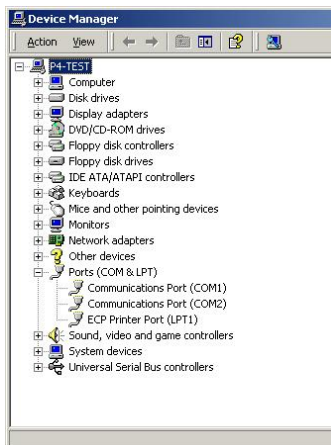 Device Manager
Action View
P4-TEST
Computer
Disk drives
Display adapters
DVD/CD-ROM drives
Floppy disk controllers
Floppy disk drives
IDE ATA/ATAPI controllers
Keyboards
Mice and other pointing devices
Monitors
Network adapters
Other devices
Ports (COM & LPT)
Communications Port (COM1)
Communications Port (COM2)
ECP Printer Port (LPT1)
Sound, video and game controllers
System devices
Universal Serial Bus controllers